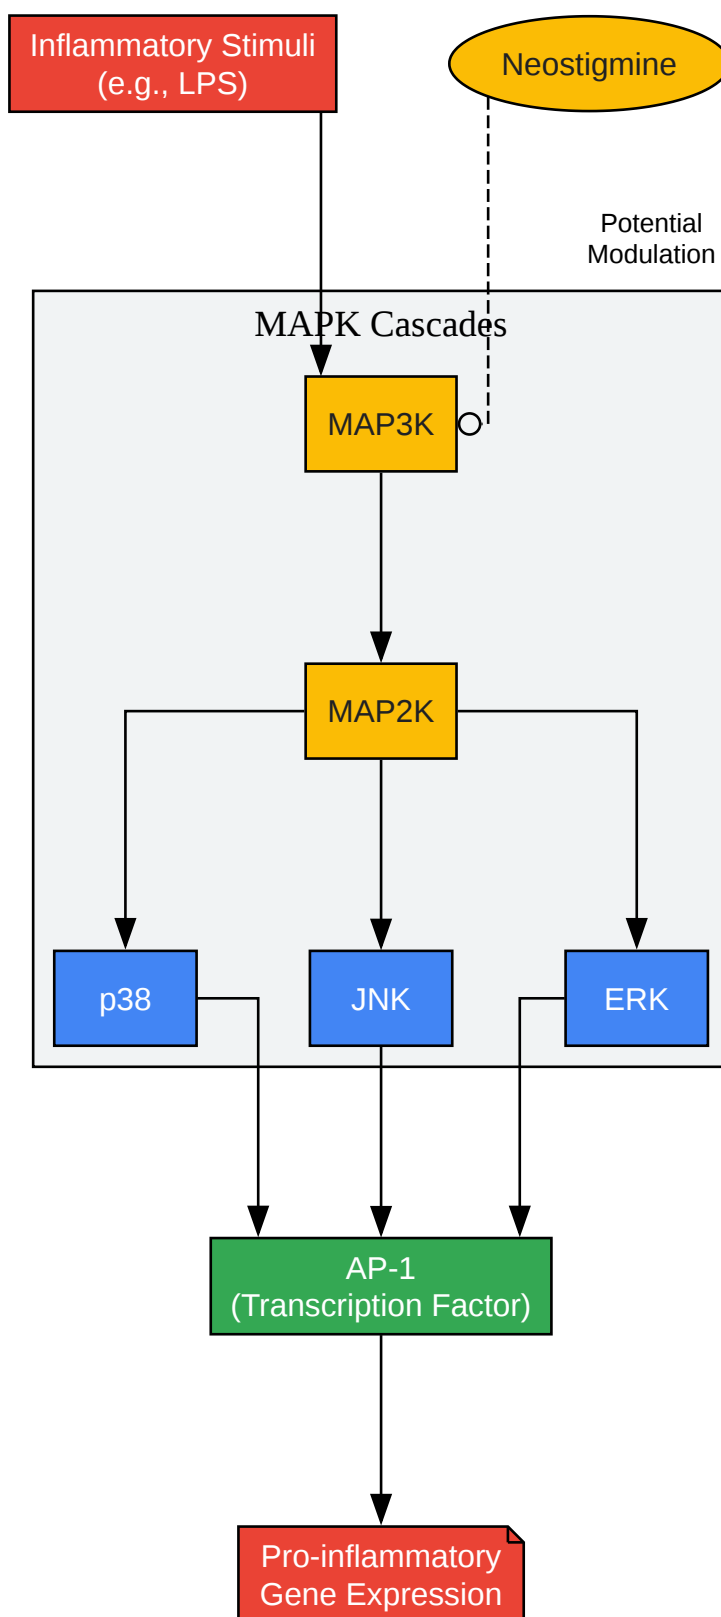 Inflammatory Stimuli
(e.g., LPS)
Neostigmine
Potential
Modulation
MAPK Cascades
MAP3K
MAP2K
p38
JNK
ERK
AP-1
(Transcription Factor)
Pro-inflammatory
Gene Expression